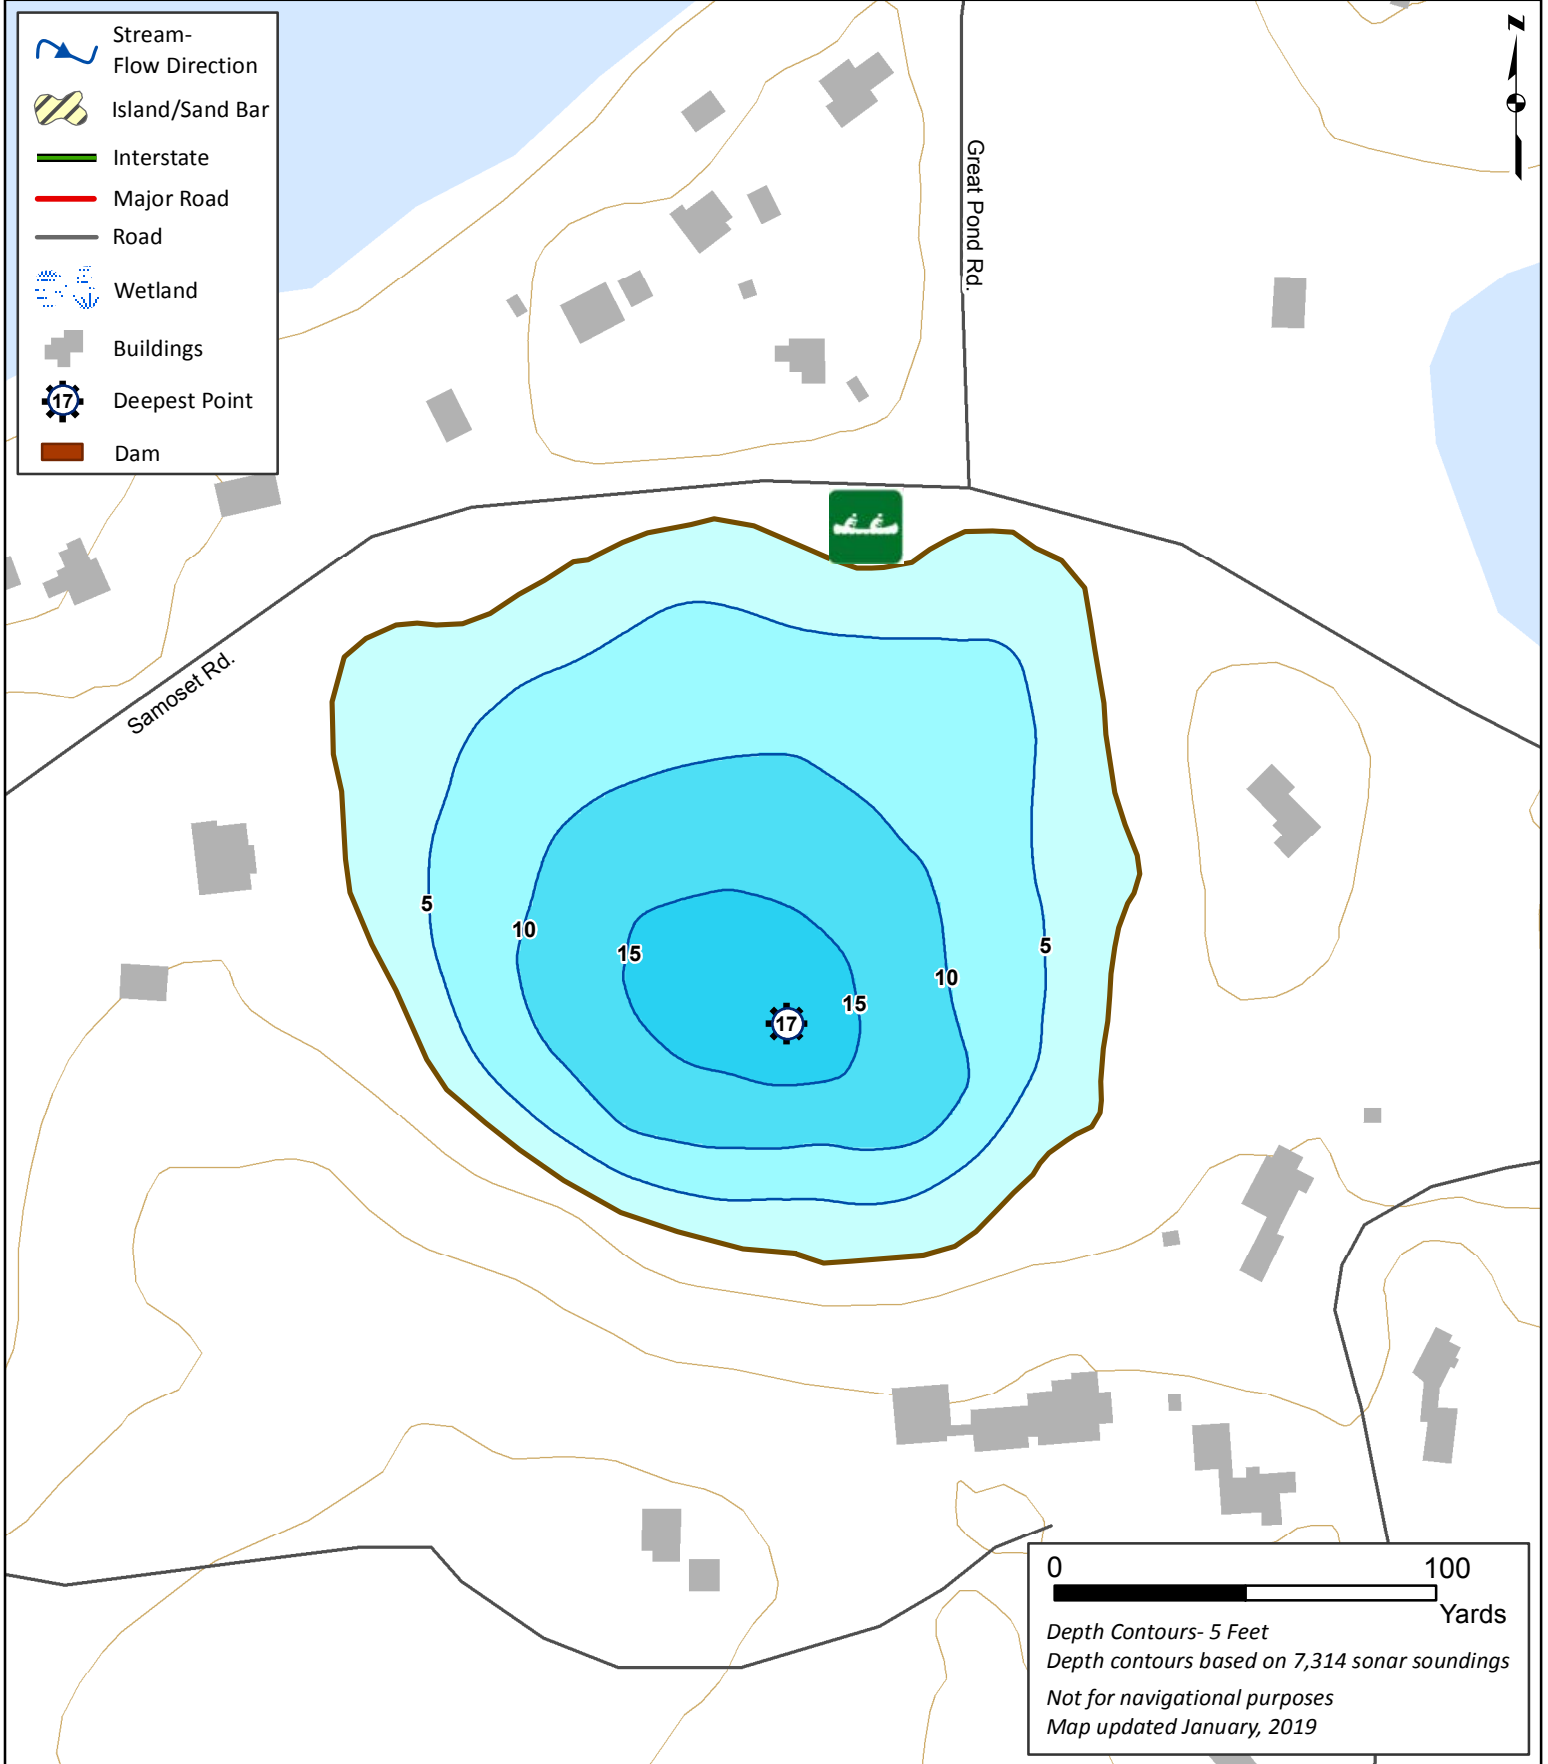 Stream-
Flow Direction
Island/Sand Bar
Interstate
Major Road
Road
Wetland
Buildings
17
Deepest Point
Dam
N
Great Pond Rd.
Samoset Rd.
5
10
15
5
10
15
17
0 100
Yards
Depth Contours- 5 Feet
Depth contours based on 7,314 sonar soundings
Not for navigational purposes
Map updated January, 2019